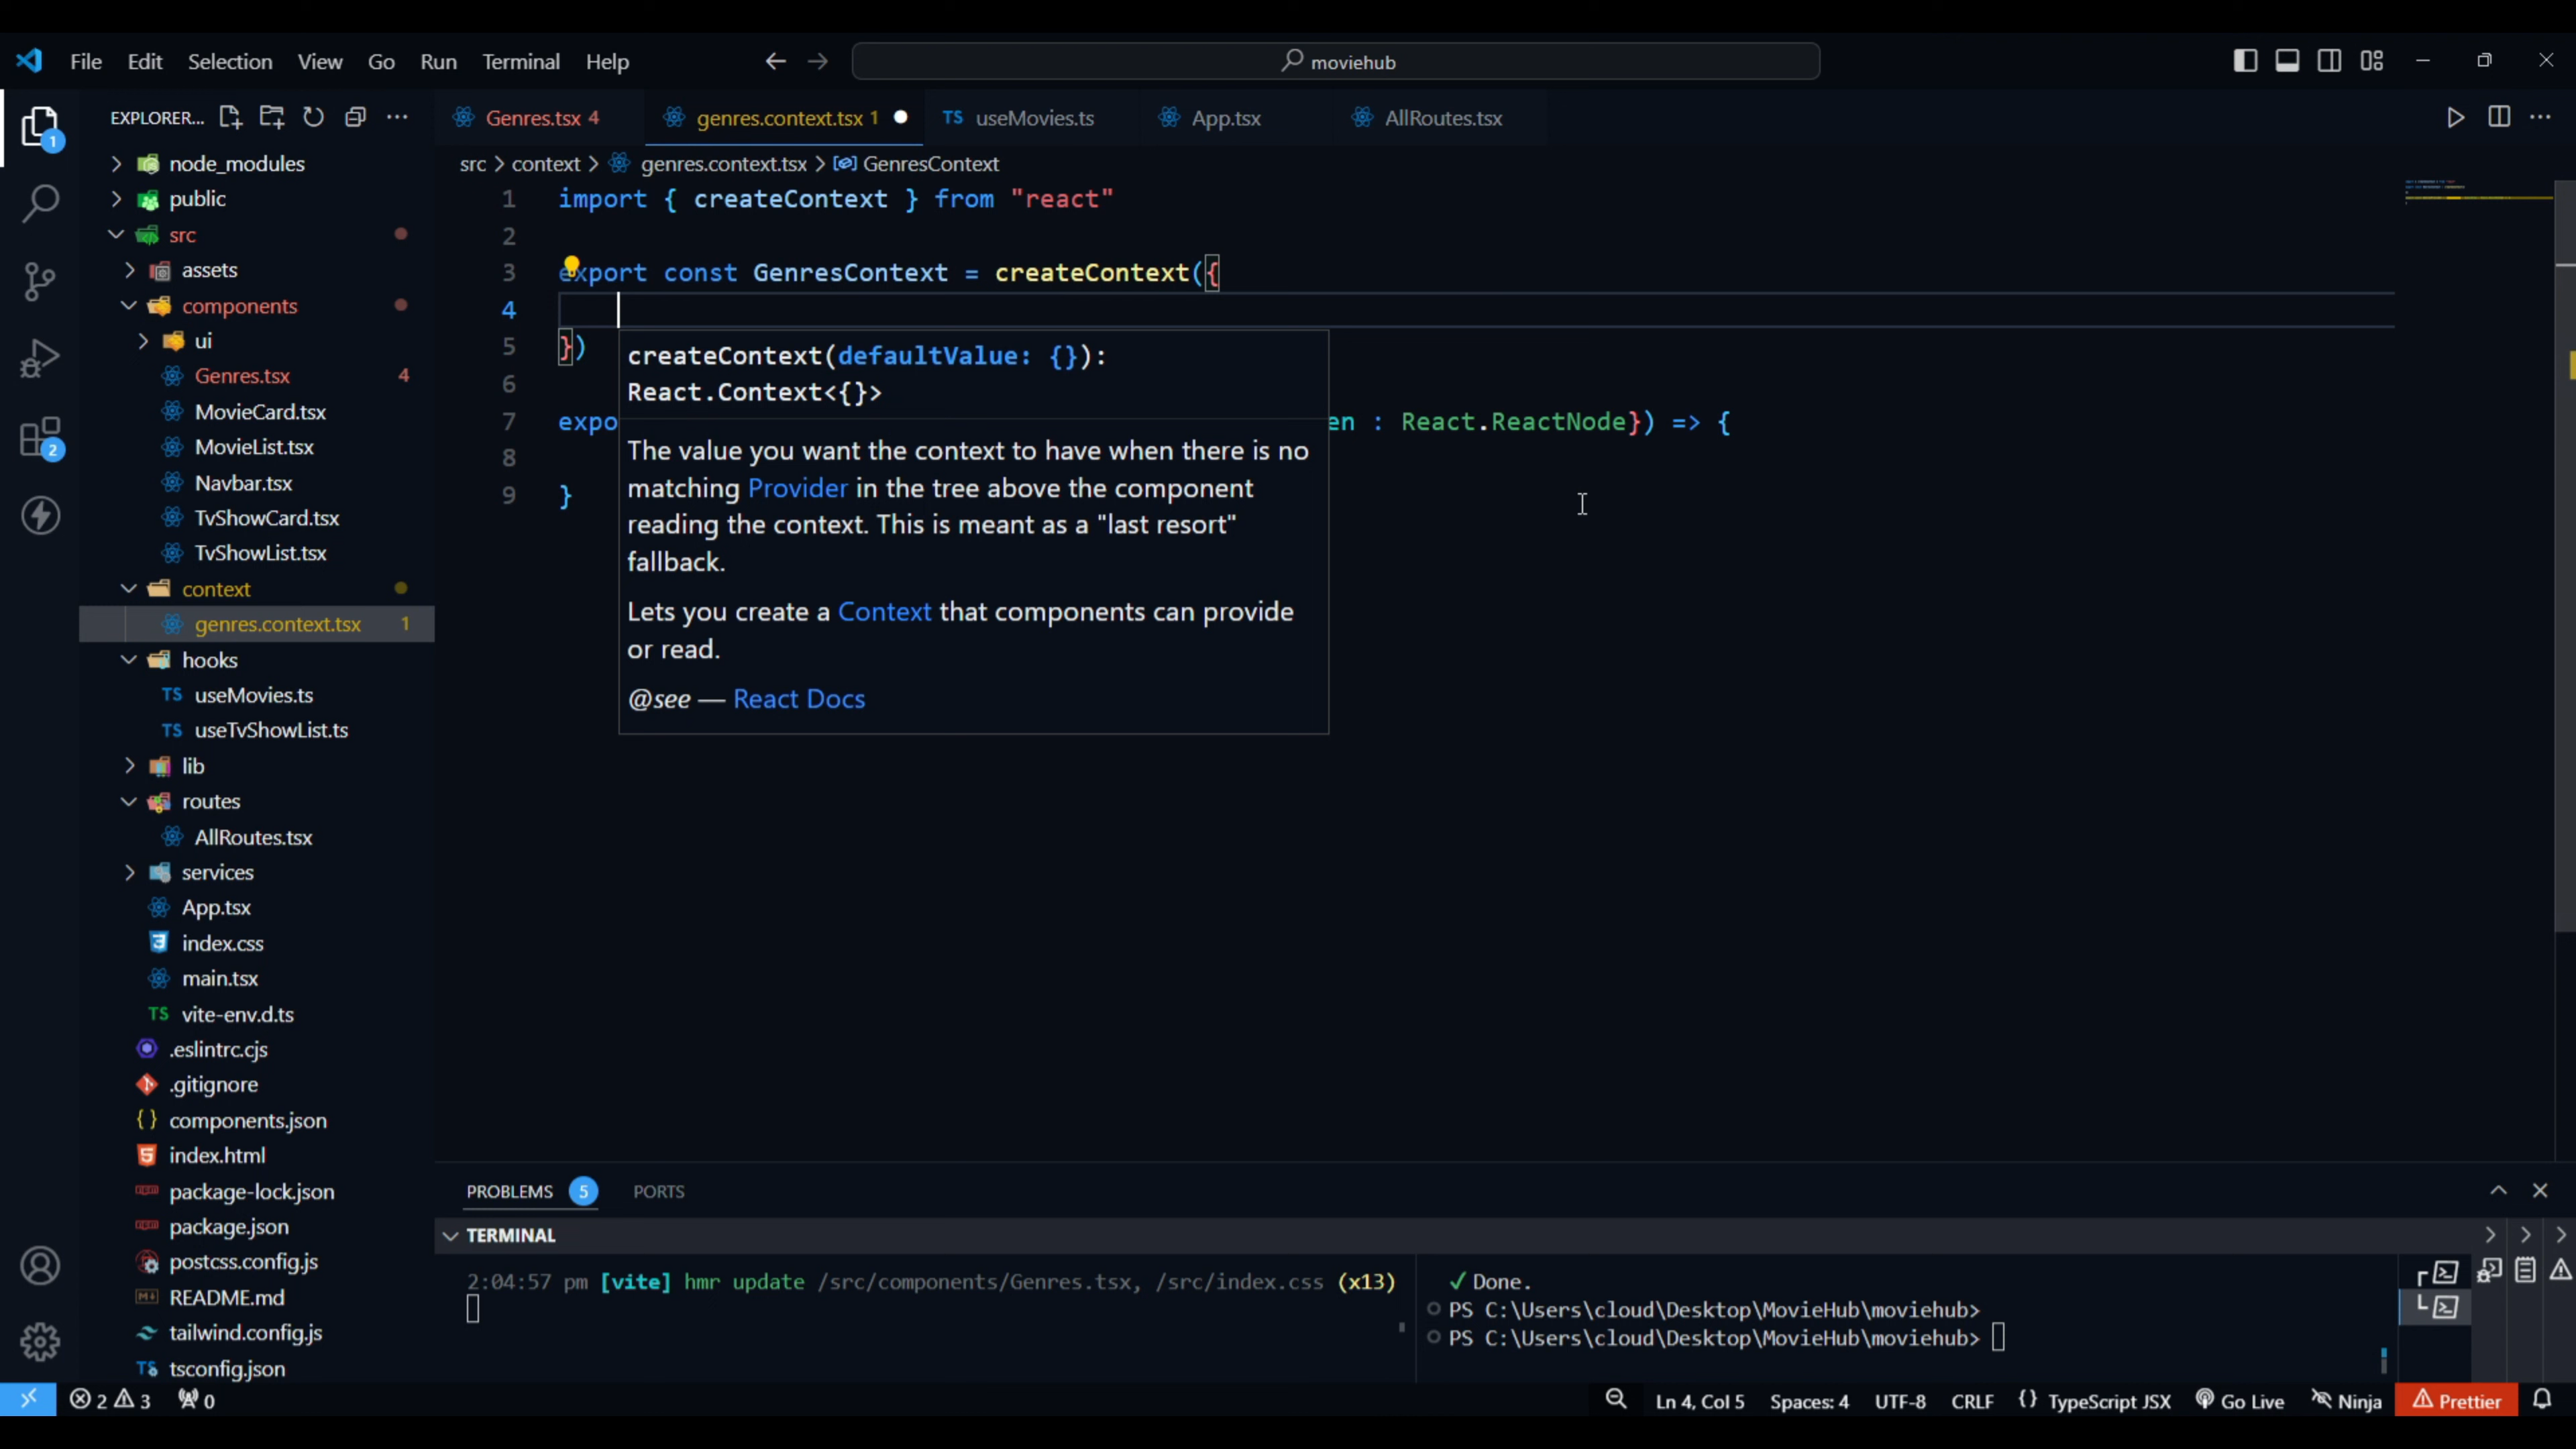 File Edit Selection View Go Run Terminal Help
moviehub
EXPLORER...
Genres.tsx 4
genres.context.tsx 1
TS useMovies.ts
App.tsx
AllRoutes.tsx
1
2
node_modules
public
src
assets
components
ui
Genres.tsx 4
MovieCard.tsx
MovieList.tsx
Navbar.tsx
TvShowCard.tsx
TvShowList.tsx
context
genres.context.tsx 1
hooks
TS useMovies.ts
TS useTvShowList.ts
lib
routes
AllRoutes.tsx
services
App.tsx
index.css
main.tsx
TS vite-env.d.ts
.eslintrc.cjs
.gitignore
{ } components.json
index.html
package-lock.json
package.json
postcss.config.js
README.md
tailwind.config.js
TS tsconfig.json
src > context > genres.context.tsx > GenresContext
1 import { createContext } from "react"
2
3 export const GenresContext = createContext({
4
5 })
6
7 expo en : React.ReactNode}) => {
8
9 }
createContext(defaultValue: {}):
React.Context<{}>
The value you want the context to have when there is no
matching Provider in the tree above the component
reading the context. This is meant as a "last resort"
fallback.
Lets you create a Context that components can provide
or read.
@see — React Docs
PROBLEMS 5 PORTS
TERMINAL
2:04:57 pm [vite] hmr update /src/components/Genres.tsx, /src/index.css (x13)
✓ Done.
PS C:\Users\cloud\Desktop\MovieHub\moviehub>
PS C:\Users\cloud\Desktop\MovieHub\moviehub>
2 3 0
Ln 4, Col 5 Spaces: 4 UTF-8 CRLF { } TypeScript JSX Go Live Ninja Prettier